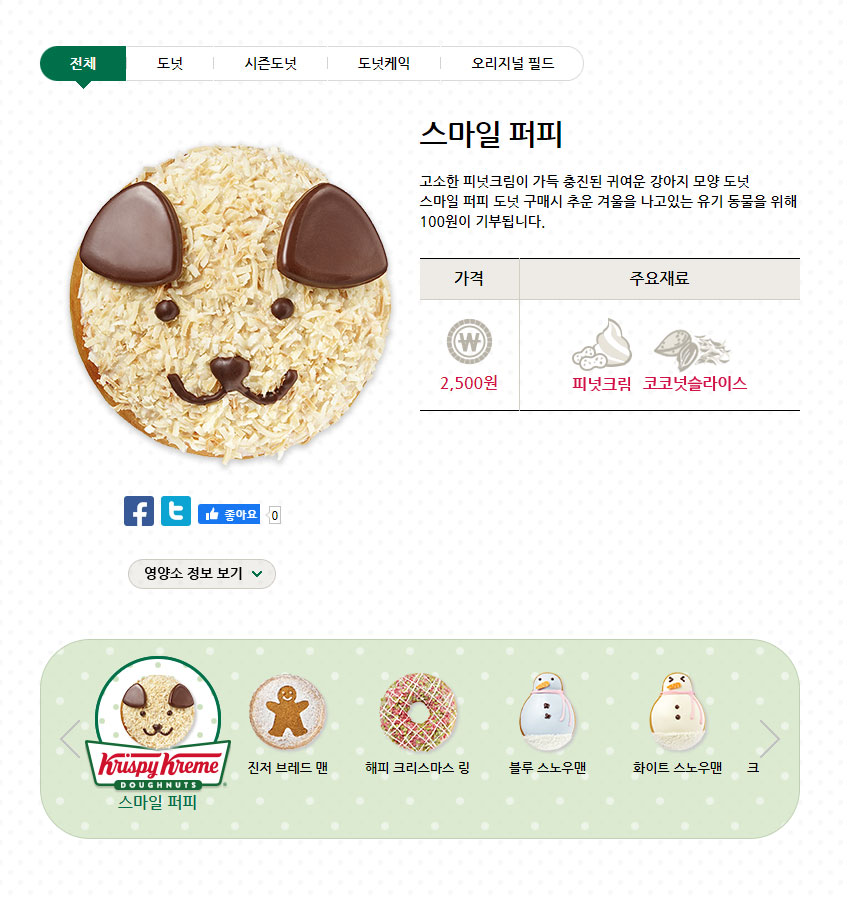 전체
도넛
시즌도넛
도넛케익
오리지널 필드
스마일 퍼피
고소한 피넛크림이 가득 충진된 귀여운 강아지 모양 도넛
스마일 퍼피 도넛 구매시 추운 겨울을 나고있는 유기 동물을 위해
100원이 기부됩니다.
가격
주요재료
2,500원
피넛크림
코코넛슬라이스
좋아요
0
영양소 정보 보기
Krispy Kreme
DOUGHNUTS
스마일 퍼피
진저 브레드 맨
해피 크리스마스 링
블루 스노우맨
화이트 스노우맨
크